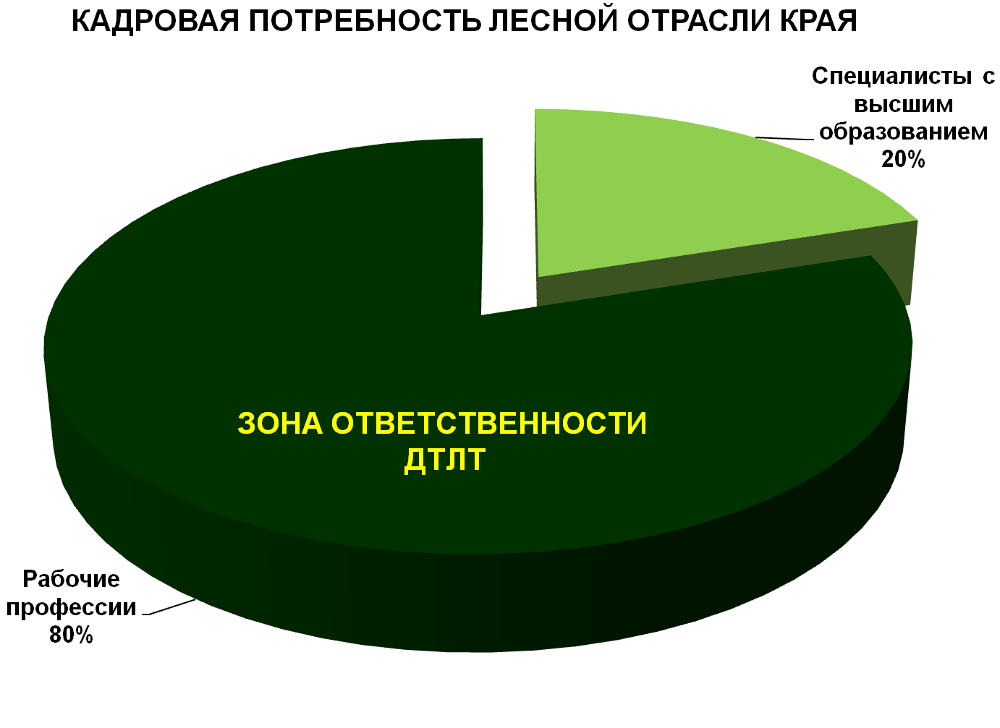 КАДРОВАЯ ПОТРЕБНОСТЬ ЛЕСНОЙ ОТРАСЛИ КРАЯ
Специалисты с
высшим
образованием
20%
ЗОНА ОТВЕТСТВЕННОСТИ
ДТЛТ
Рабочие
профессии
80%